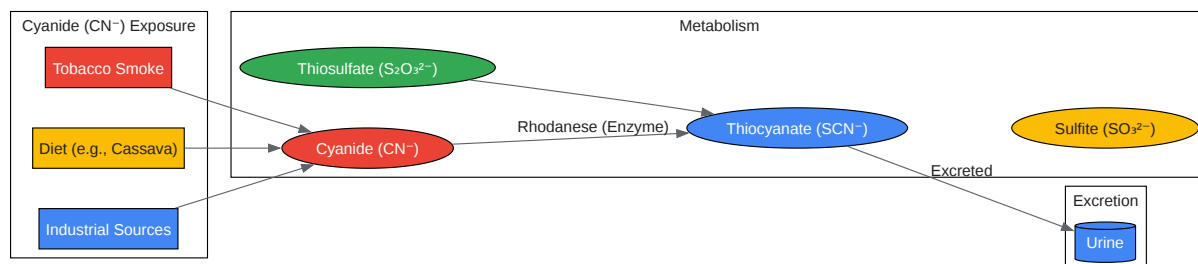 Cyanide (CN⁻) Exposure
Tobacco Smoke
Diet (e.g., Cassava)
Industrial Sources
Metabolism
Thiosulfate (S₂O₃²⁻)
Cyanide (CN⁻)
Rhodanese (Enzyme)
Thiocyanate (SCN⁻)
Sulfite (SO₃²⁻)
Excreted
Excretion
Urine